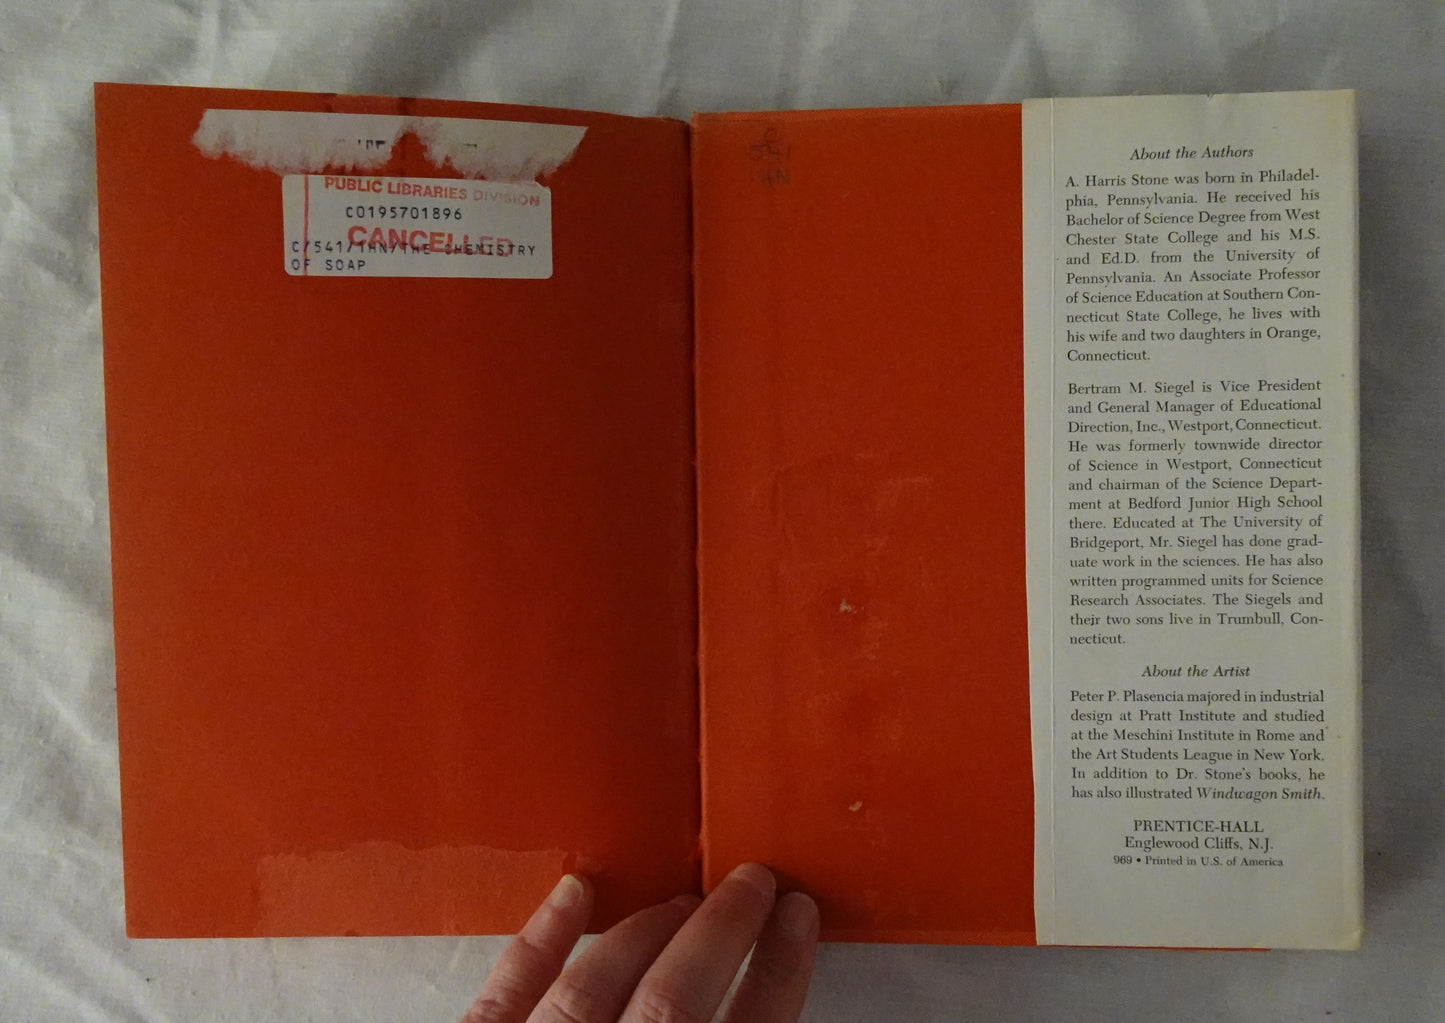 PUBLIC LIBRARIES DIVISION
C0195701896
CANCELLED
C/541/THN/THE CHEMISTRY
OF SOAP
About the Authors
A. Harris Stone was born in Philadel-
phia, Pennsylvania. He received his
Bachelor of Science Degree from West
Chester State College and his M.S.
and Ed.D. from the University of
Pennsylvania. An Associate Professor
of Science Education at Southern Con-
necticut State College, he lives with
his wife and two daughters in Orange,
Connecticut.
Bertram M. Siegel is Vice President
and General Manager of Educational
Direction, Inc., Westport, Connecticut.
He was formerly townwide director
of Science in Westport, Connecticut
and chairman of the Science Depart-
ment at Bedford Junior High School
there. Educated at The University of
Bridgeport, Mr. Siegel has done grad-
uate work in the sciences. He has also
written programmed units for Science
Research Associates. The Siegels and
their two sons live in Trumbull, Con-
necticut.
About the Artist
Peter P. Plasencia majored in industrial
design at Pratt Institute and studied
at the Meschini Institute in Rome and
the Art Students League in New York.
In addition to Dr. Stone's books, he
has also illustrated Windwagon Smith.
PRENTICE-HALL
Englewood Cliffs, N.J.
969 • Printed in U.S. of America